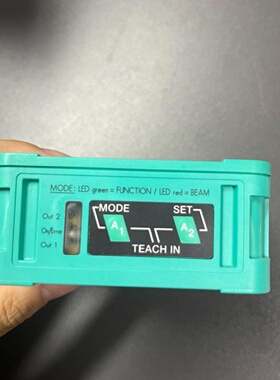 MODE: LED green = FUNCTION / LED red = BEAM
MODE SET
Out 2
On/Error
A1 A2
Out 1
TEACH IN